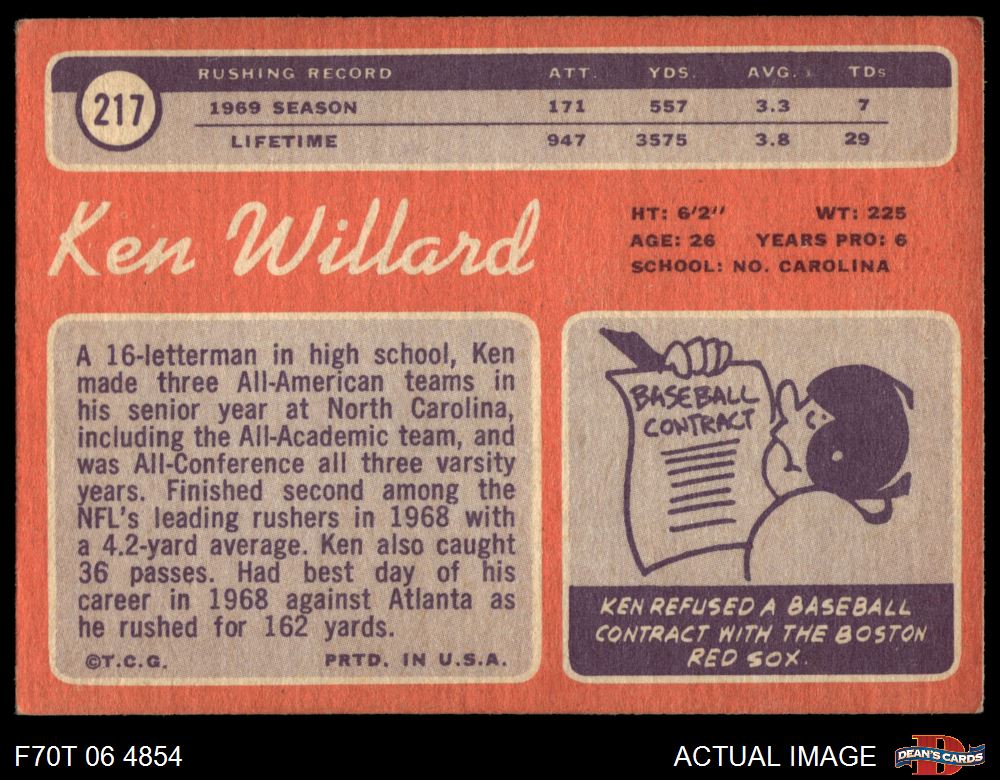 217
RUSHING RECORD ATT. YDS. AVG. TDs
1969 SEASON 171 557 3.3 7
LIFETIME 947 3575 3.8 29
Ken Willard
HT: 6'2" WT: 225
AGE: 26 YEARS PRO: 6
SCHOOL: NO. CAROLINA
A 16-letterman in high school, Ken
made three All-American teams in
his senior year at North Carolina,
including the All-Academic team, and
was All-Conference all three varsity
years. Finished second among the
NFL's leading rushers in 1968 with
a 4.2-yard average. Ken also caught
36 passes. Had best day of his
career in 1968 against Atlanta as
he rushed for 162 yards.
©T.C.G. PRTD. IN U.S.A.
BASEBALL
CONTRACT
KEN REFUSED A BASEBALL
CONTRACT WITH THE BOSTON
RED SOX.
F70T 06 4854
ACTUAL IMAGE
D
DEAN'S CARDS